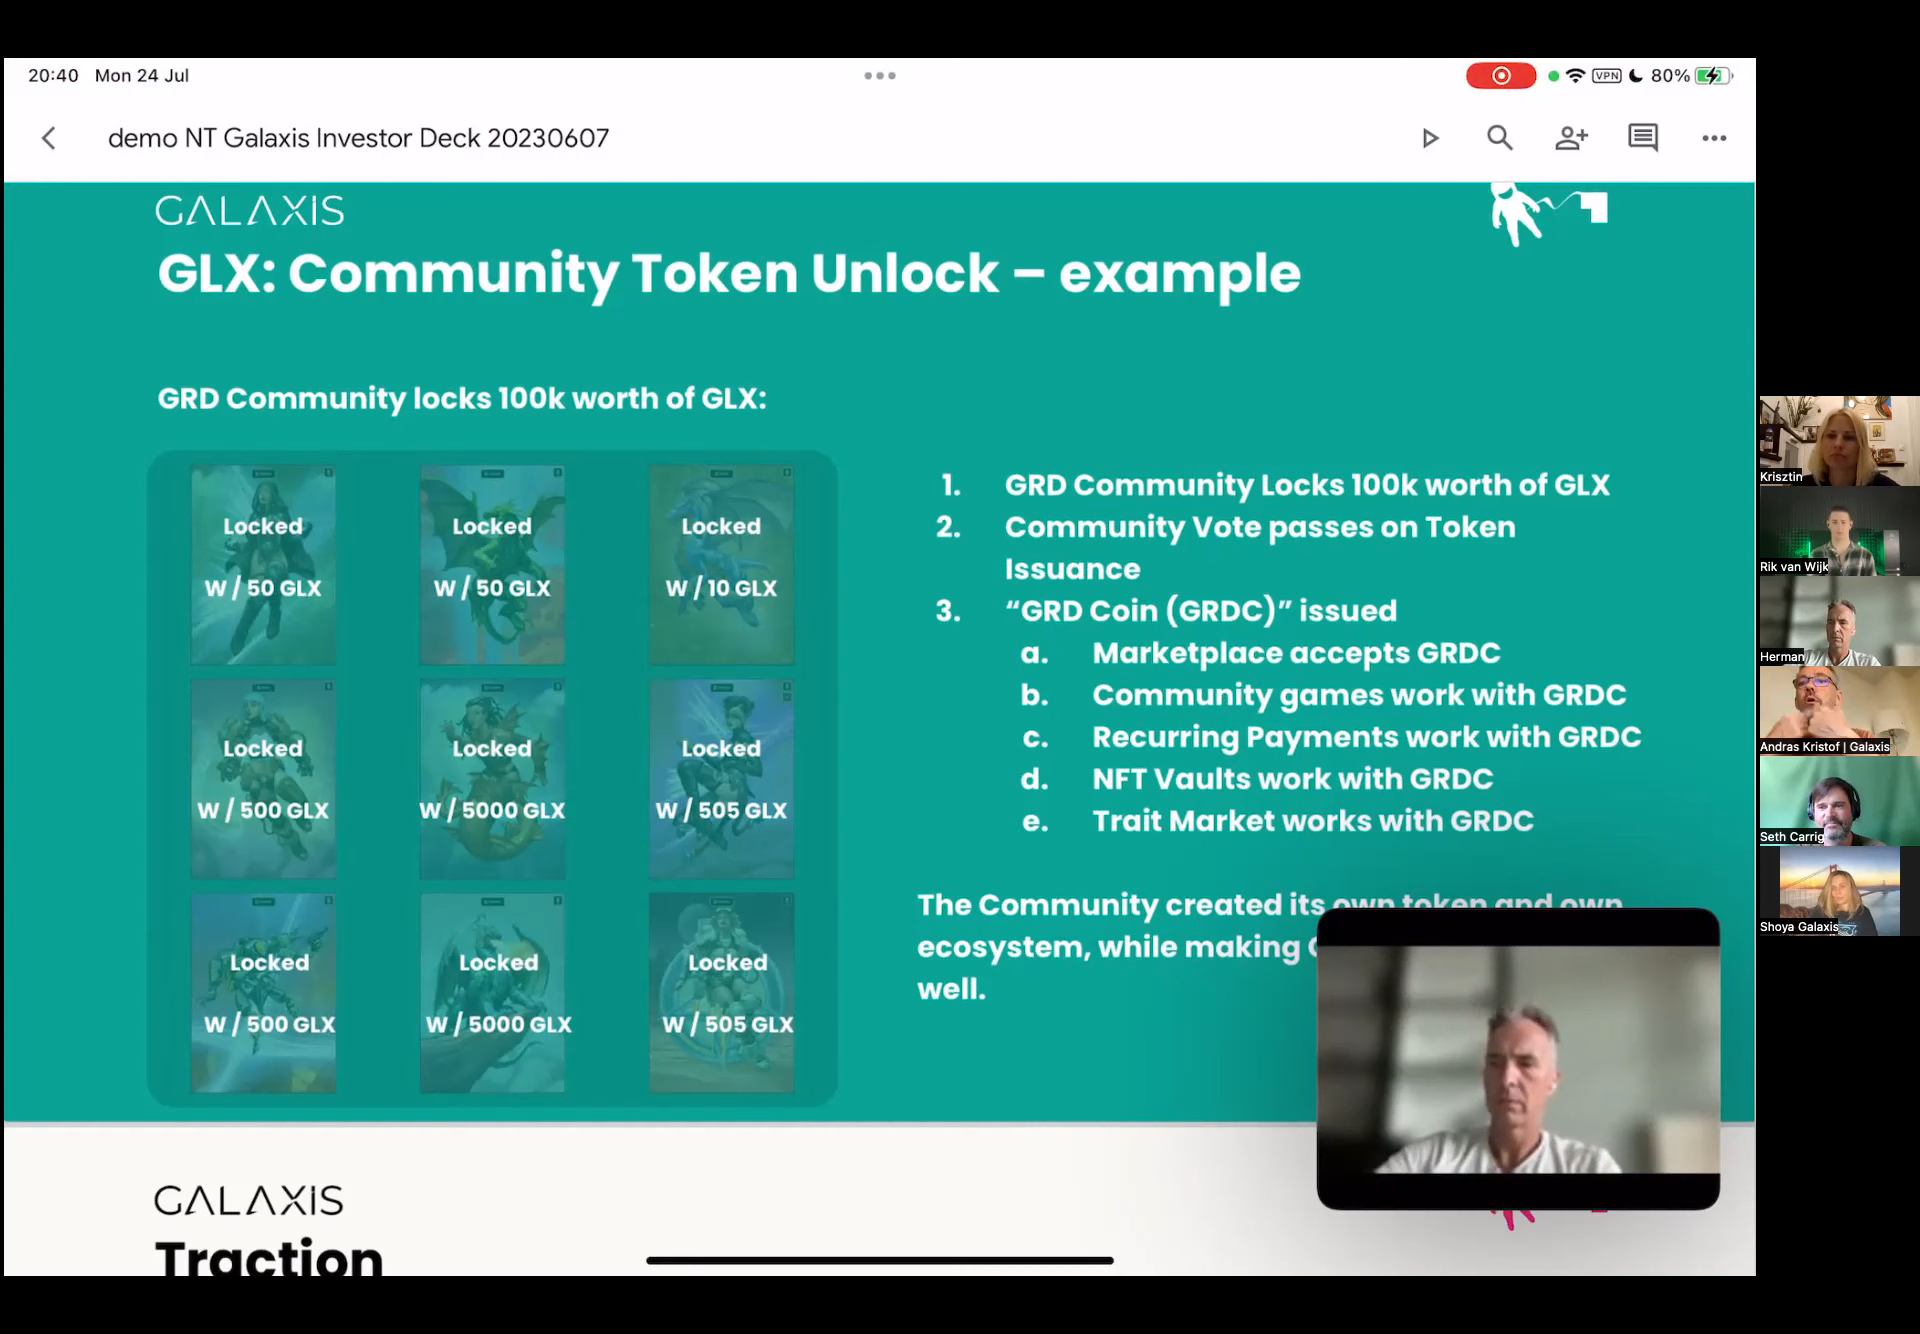 20:40 Mon 24 Jul
VPN 80%
demo NT Galaxis Investor Deck 20230607
GALAXIS
GLX: Community Token Unlock – example
GRD Community locks 100k worth of GLX:
Locked
W / 50 GLX
Locked
W / 50 GLX
Locked
W / 10 GLX
Locked
W / 500 GLX
Locked
W / 5000 GLX
Locked
W / 505 GLX
Locked
W / 500 GLX
Locked
W / 5000 GLX
Locked
W / 505 GLX
1. GRD Community Locks 100k worth of GLX
2. Community Vote passes on Token
Issuance
3. “GRD Coin (GRDC)” issued
a. Marketplace accepts GRDC
b. Community games work with GRDC
c. Recurring Payments work with GRDC
d. NFT Vaults work with GRDC
e. Trait Market works with GRDC
The Community created its own token and own
ecosystem, while making
well.
GALAXIS
Traction
Krisztin
Rik van Wijk
Herman
Andras Kristof | Galaxis
Seth Carrig
Shoya Galaxis